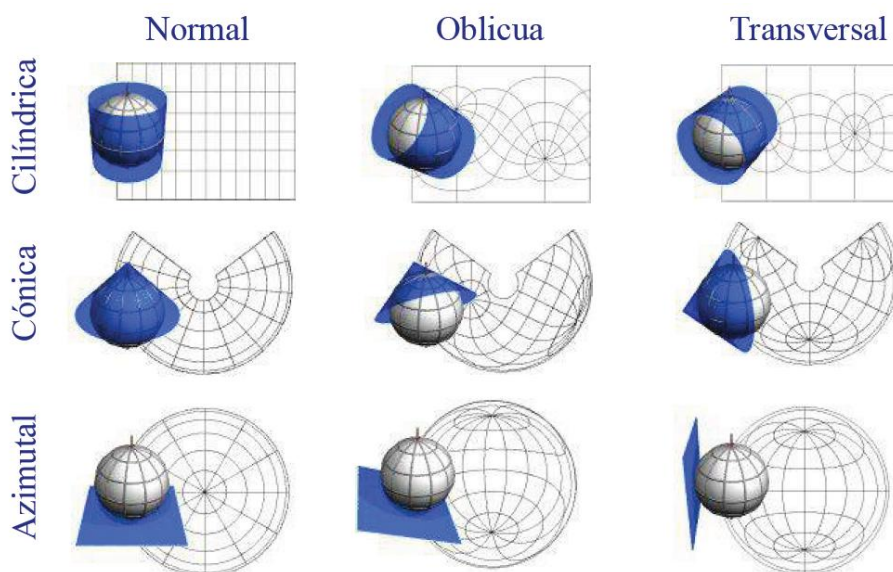 Normal
Oblicua
Transversal
Cilíndrica
Cónica
Azimutal